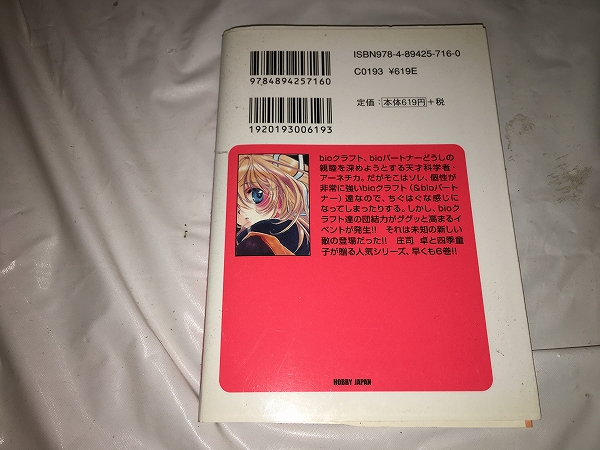 ISBN978-4-89425-716-0
C0193 ¥619E
9784894257160
定価：本体619円+税
1920193006193
bioクラフト、bioパートナーどうしの
親睦を深めようとする天才科学者・
アーネチカ。だがそこはソレ、個性が
非常に強いbioクラフト（&bioパート
ナー）達なので、ちぐはぐな感じに
なってしまったりする。しかし、bioク
ラフト達の団結力がググッと高まるイ
ベントが発生!! それは未知の新しい
敵の登場だった!! 庄司 卓と四季童
子が贈る人気シリーズ、早くも6巻!!
HOBBY JAPAN